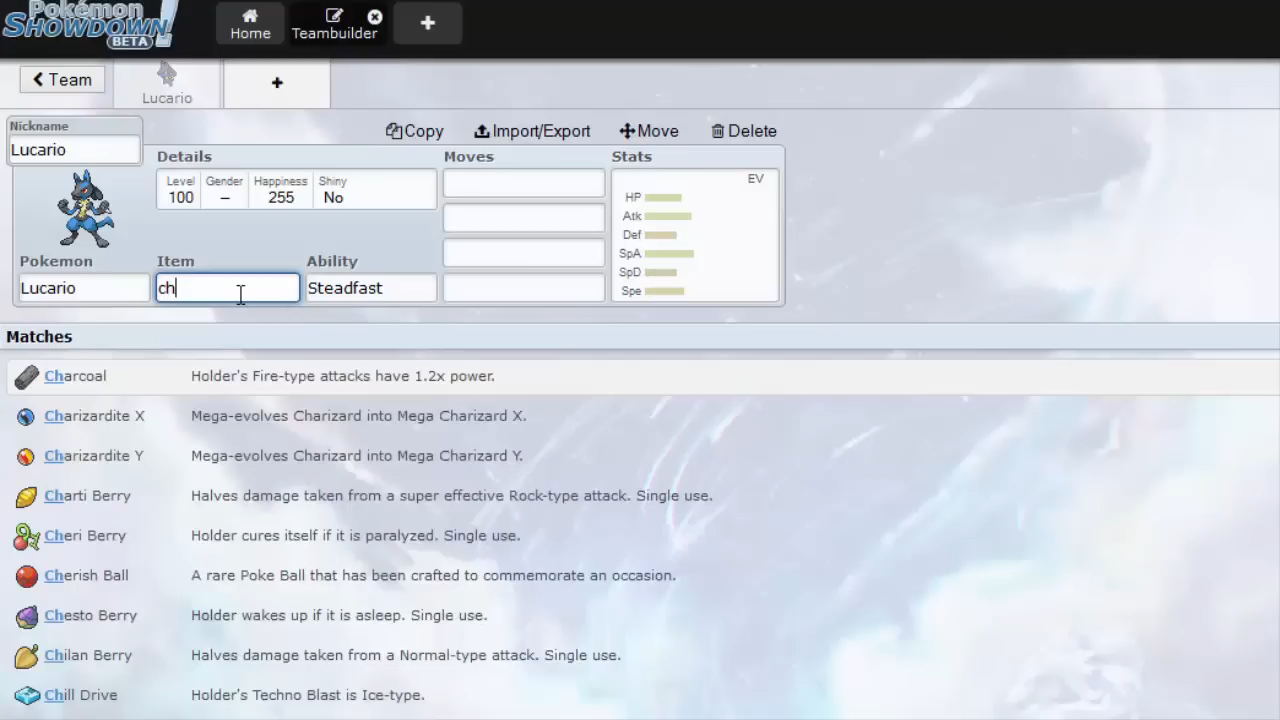 Pokémon
SHOWDOWN!
BETA
Home
Teambuilder
+
Team
Lucario
+
Nickname
Lucario
Copy
Import/Export
Move
Delete
Details
Moves
Stats
Level
100
Gender
–
Happiness
255
Shiny
No
EV
HP
Atk
Def
SpA
SpD
Spe
Pokemon
Item
Ability
Lucario
ch
Steadfast
Matches
Charcoal Holder's Fire-type attacks have 1.2x power.
Charizardite X Mega-evolves Charizard into Mega Charizard X.
Charizardite Y Mega-evolves Charizard into Mega Charizard Y.
Charti Berry Halves damage taken from a super effective Rock-type attack. Single use.
Cheri Berry Holder cures itself if it is paralyzed. Single use.
Cherish Ball A rare Poke Ball that has been crafted to commemorate an occasion.
Chesto Berry Holder wakes up if it is asleep. Single use.
Chilan Berry Halves damage taken from a Normal-type attack. Single use.
Chill Drive Holder's Techno Blast is Ice-type.